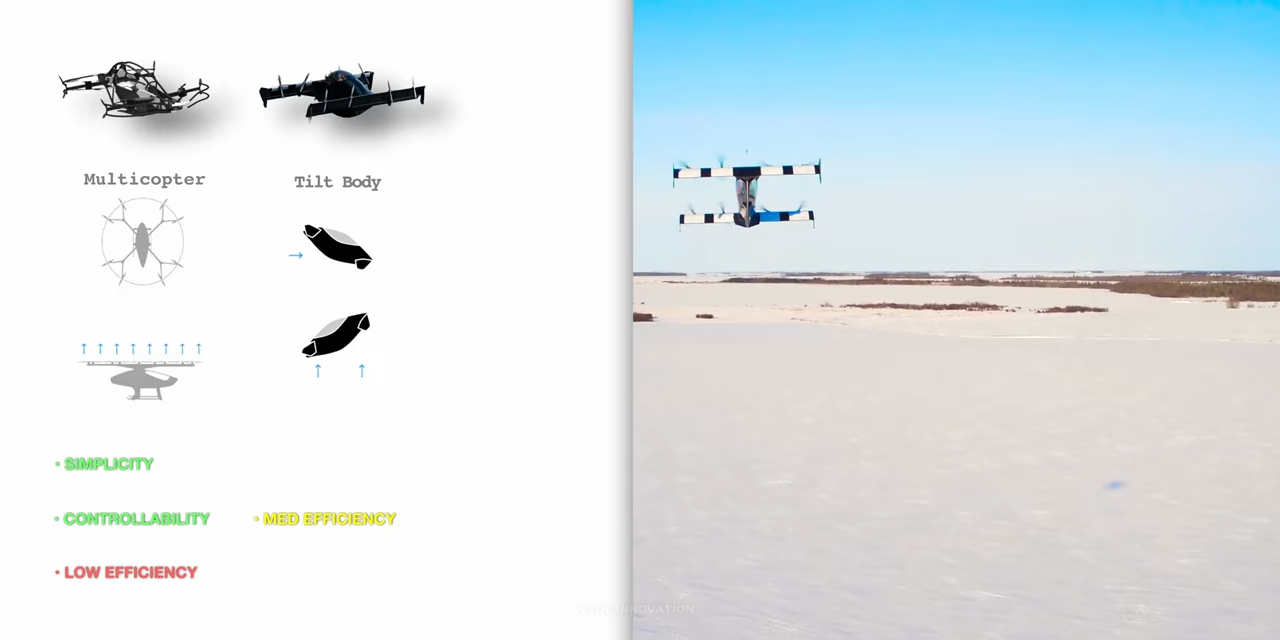 Multicopter
Tilt Body
• SIMPLICITY
• CONTROLLABILITY
• MED EFFICIENCY
• LOW EFFICIENCY